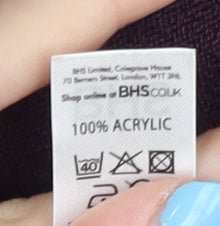 BHS Limited, Colegrave House
70 Berners Street, London, W1T 3NL
Shop online at BHS.CO.UK
100% ACRYLIC
40